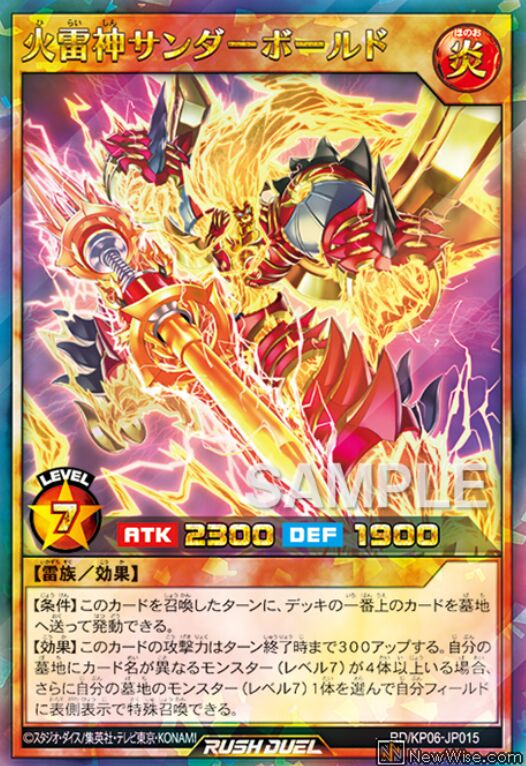 火雷神サンダーボールド
炎
SAMPLE
LEVEL
7
ATK 2300 DEF 1900
【雷族/効果】
【条件】このカードを召喚したターンに、デッキの一番上のカードを墓地
へ送って発動できる。
【効果】このカードの攻撃力はターン終了時まで300アップする。自分の
墓地にカード名が異なるモンスター(レベル7)が4体以上いる場合、
さらに自分の墓地のモンスター(レベル7)1体を選んで自分フィールド
に表側表示で特殊召喚できる。
©スタジオ・ダイス/集英社・テレビ東京・KONAMI
RUSH DUEL
RD/KP06-JP015
NewWise.com